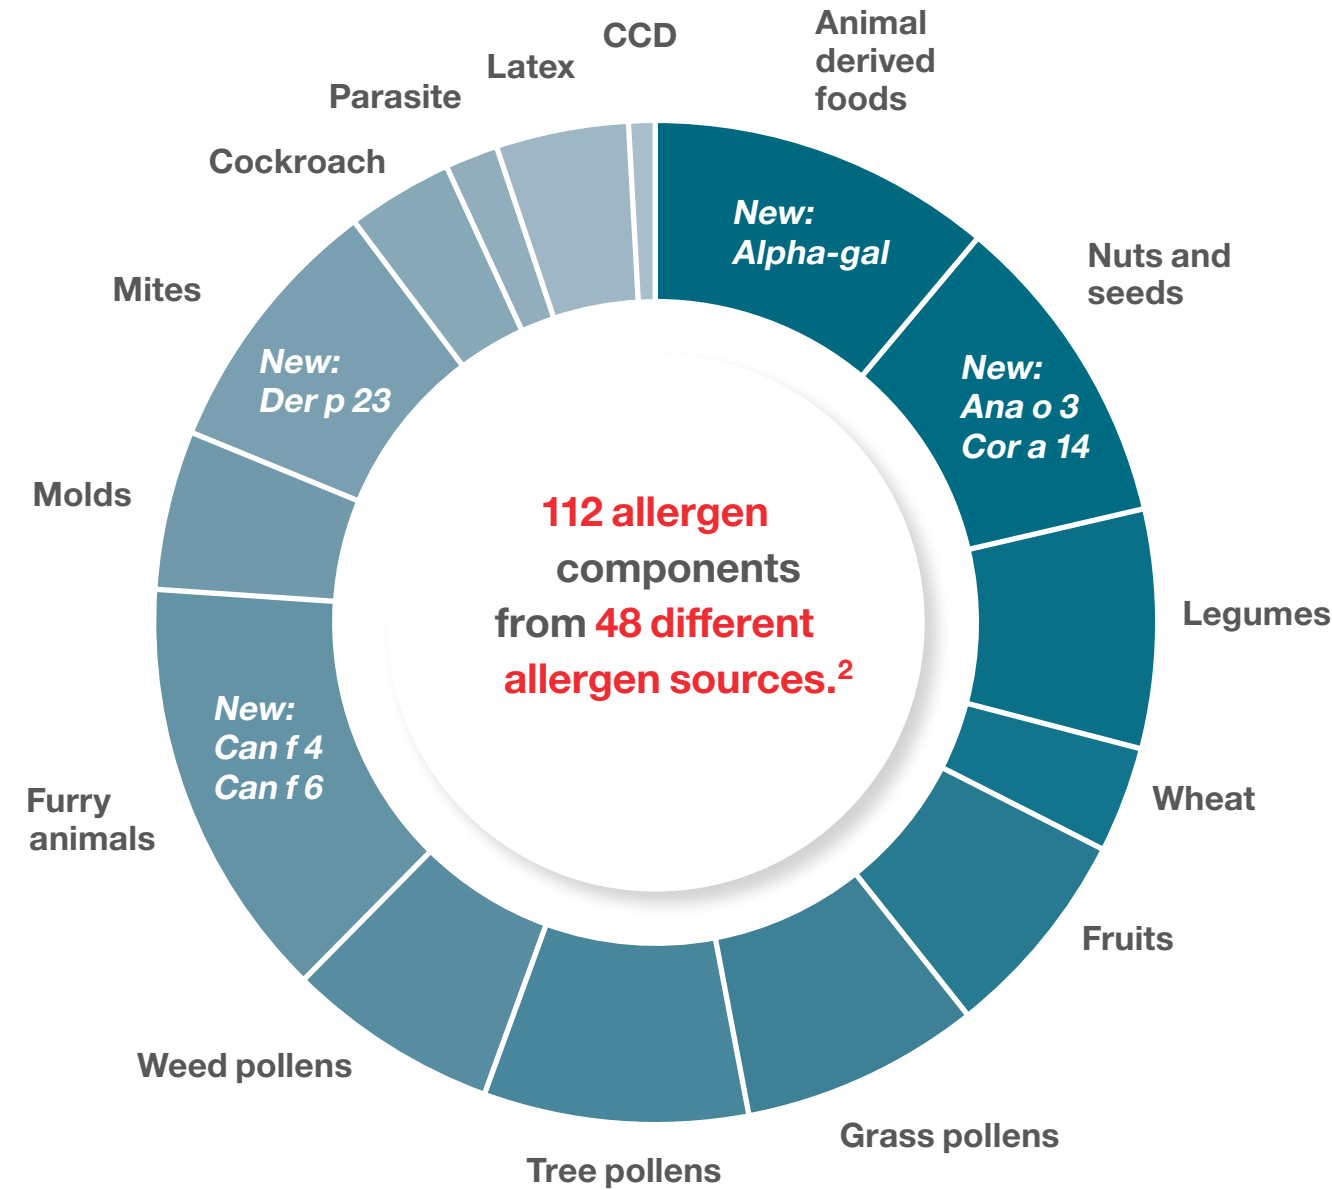 CCD
Animal
derived
foods
Latex
Parasite
Cockroach
New:
Alpha-gal
Nuts and
seeds
Mites
New:
Der p 23
New:
Ana o 3
Cor a 14
Molds
112 allergen
components
from 48 different
allergen sources.²
Legumes
New:
Can f 4
Can f 6
Furry
animals
Wheat
Fruits
Weed pollens
Grass pollens
Tree pollens